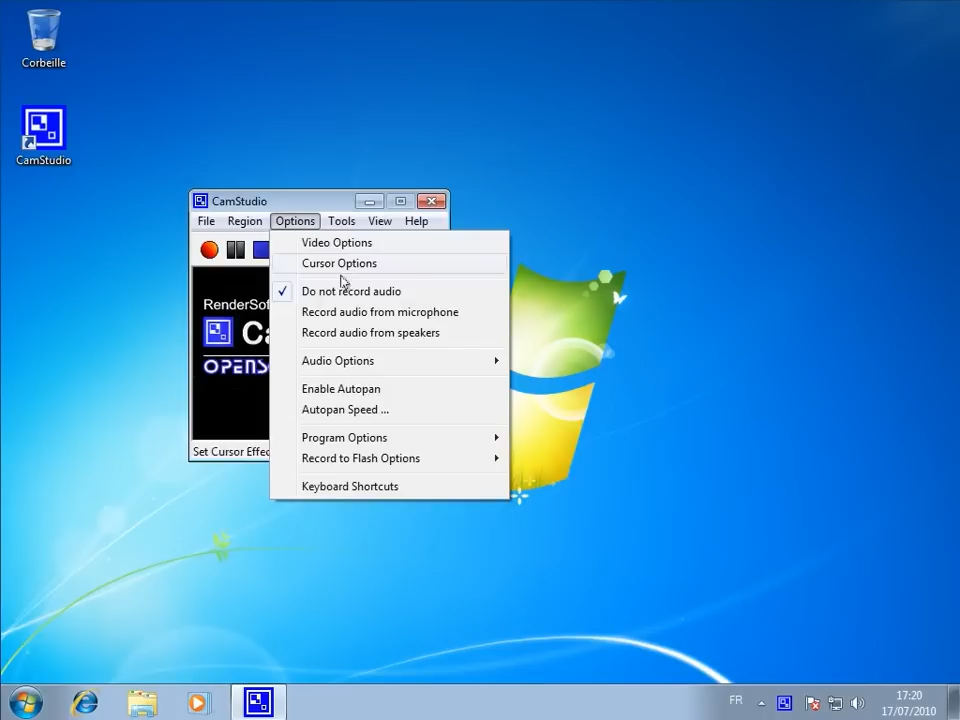 Corbeille
CamStudio
CamStudio
File Region Options Tools View Help
Video Options
Cursor Options
Do not record audio
Record audio from microphone
Record audio from speakers
Audio Options
Enable Autopan
Autopan Speed ...
Program Options
Record to Flash Options
Keyboard Shortcuts
RenderSof
Ca
OPENS
Set Cursor Effec
FR
17:20
17/07/2010